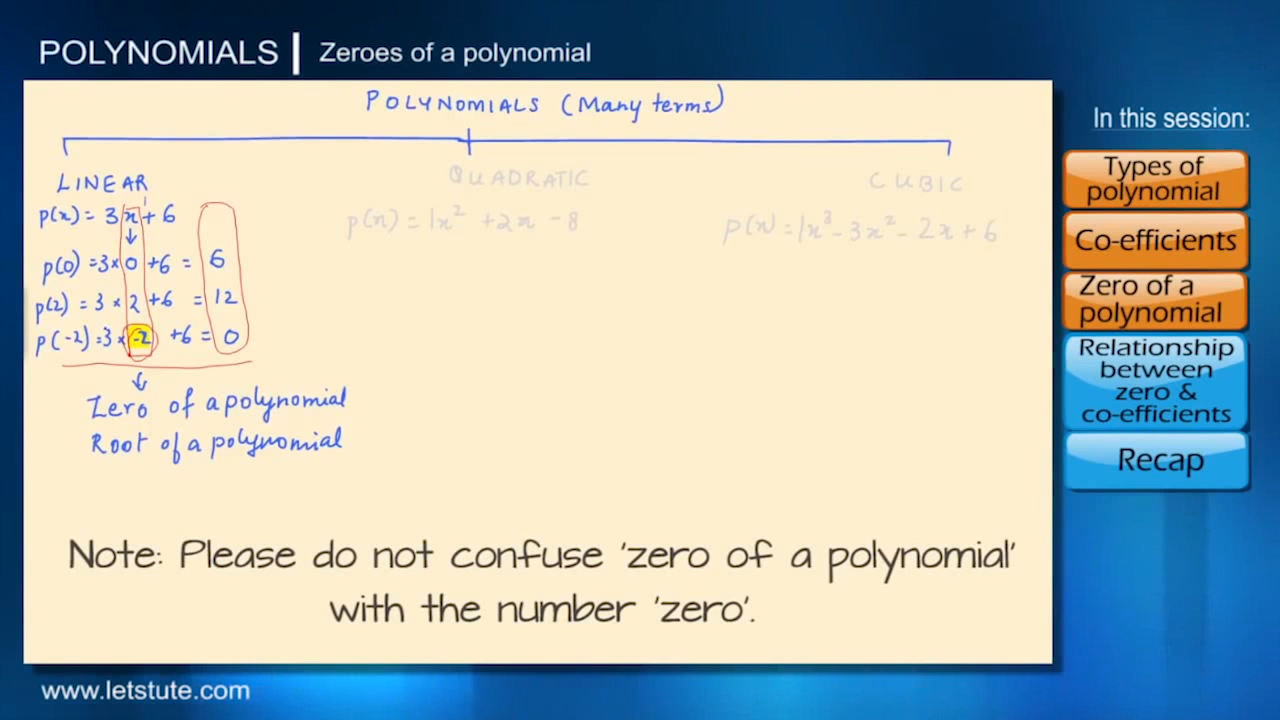 POLYNOMIALS | Zeroes of a polynomial
POLYNOMIALS (Many terms)
LINEAR
p(x) = 3x + 6
p(0) = 3 × 0 + 6 = 6
p(2) = 3 × 2 + 6 = 12
p(-2) = 3 × -2 + 6 = 0
Zero of a polynomial
Root of a polynomial
QUADRATIC
p(x) = 1x² + 2x - 8
CUBIC
p(x) = 1x³ - 3x² - 2x + 6
Note: Please do not confuse 'zero of a polynomial'
with the number 'zero'.
In this session:
Types of
polynomial
Co-efficients
Zero of a
polynomial
Relationship
between
zero &
co-efficients
Recap
www.letstute.com